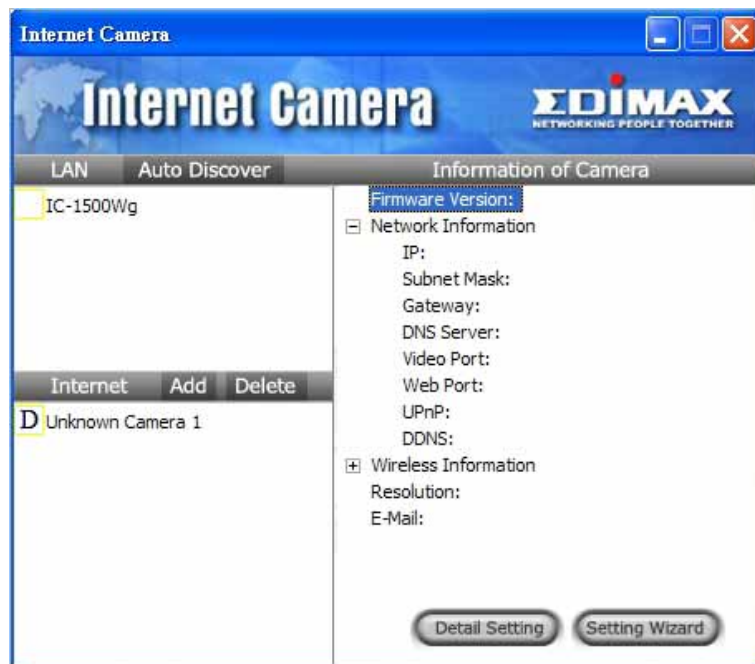 Internet Camera
Internet Camera
EDIMAX
NETWORKING PEOPLE TOGETHER
LAN Auto Discover
IC-1500Wg
Internet Add Delete
D Unknown Camera 1
Information of Camera
Firmware Version:
Network Information
IP:
Subnet Mask:
Gateway:
DNS Server:
Video Port:
Web Port:
UPnP:
DDNS:
Wireless Information
Resolution:
E-Mail:
Detail Setting Setting Wizard